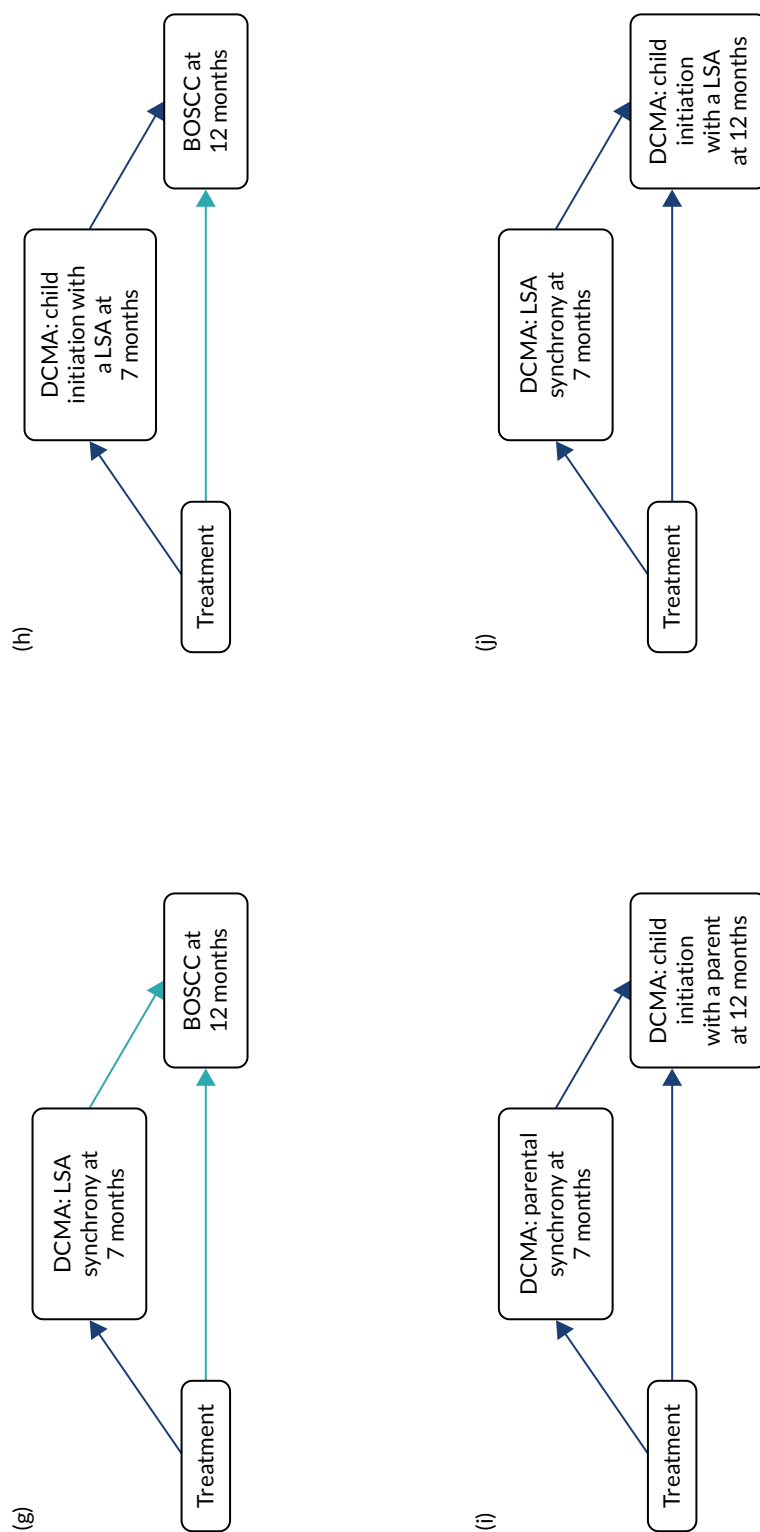 (g)
DCMA: LSA
synchrony at
7 months
Treatment
BOSCC at
12 months
(h)
DCMA: child
initiation with
a LSA at
7 months
Treatment
BOSCC at
12 months
(i)
DCMA: parental
synchrony at
7 months
Treatment
DCMA: child
initiation
with a parent
at 12 months
(j)
DCMA: LSA
synchrony at
7 months
Treatment
DCMA: child
initiation
with a LSA
at 12 months